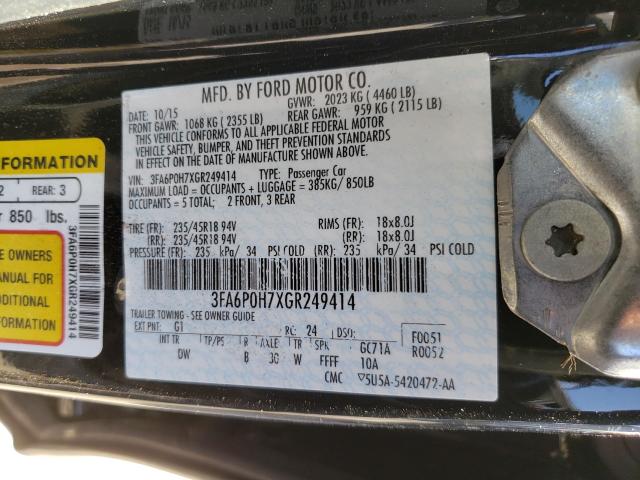 MFD. BY FORD MOTOR CO.
DATE: 10/15
GVWR: 2023 KG ( 4460 LB)
FRONT GAWR: 1068 KG ( 2355 LB)
REAR GAWR: 959 KG ( 2115 LB)
THIS VEHICLE CONFORMS TO ALL APPLICABLE FEDERAL MOTOR
VEHICLE SAFETY, BUMPER, AND THEFT PREVENTION STANDARDS
IN EFFECT ON THE DATE OF MANUFACTURE SHOWN ABOVE.
VIN: 3FA6P0H7XGR249414
TYPE: Passenger Car
MAXIMUM LOAD = OCCUPANTS + LUGGAGE = 385KG/850LB
OCCUPANTS = 5 TOTAL; 2 FRONT, 3 REAR
TIRE (FR): 235/45R18 94V RIMS (FR): 18x8.0J
(RR): 235/45R18 94V (RR): 18x8.0J
PRESSURE (FR): 235 kPa/ 34 PSI COLD (RR): 235 kPa/ 34 PSI COLD
3FA6P0H7XGR249414
TRAILER TOWING - SEE OWNER GUIDE
EXT PNT: G1 RC: 24 DSO: F0051
INT TR TP/PS R AXLE TR SPR GC71A R0052
DW B 30 W FFFF 10A
CMC ▽5U5A-5420472-AA
E INFORMATION
2 REAR: 3
r 850 lbs.
EE OWNERS
ANUAL FOR
DDITIONAL
FORMATION
3FA6P0H7XGR249414